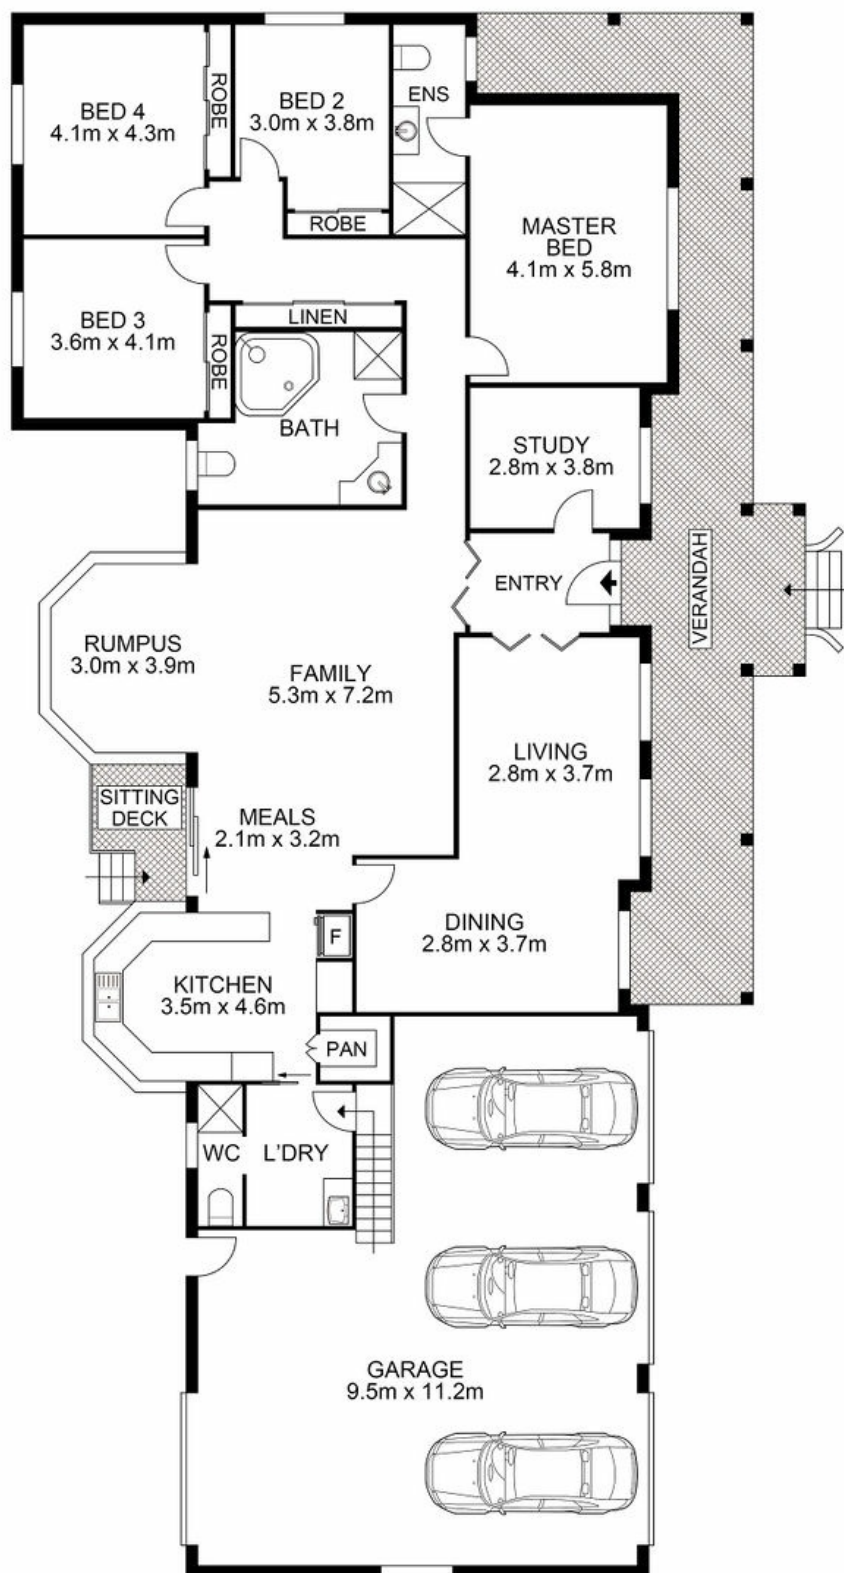 BED 4
4.1m x 4.3m
ROBE
BED 2
3.0m x 3.8m
ROBE
ENS
MASTER
BED
4.1m x 5.8m
BED 3
3.6m x 4.1m
ROBE
LINEN
BATH
STUDY
2.8m x 3.8m
ENTRY
VERANDAH
RUMPUS
3.0m x 3.9m
FAMILY
5.3m x 7.2m
LIVING
2.8m x 3.7m
SITTING
DECK
MEALS
2.1m x 3.2m
DINING
2.8m x 3.7m
F
KITCHEN
3.5m x 4.6m
PAN
WC
L'DRY
GARAGE
9.5m x 11.2m